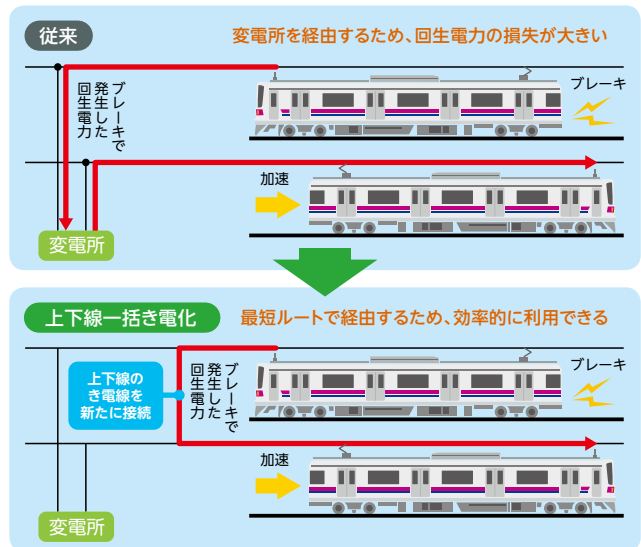 従来
変電所を経由するため、回生電力の損失が大きい
ブレーキで
発生した
回生電力
ブレーキ
加速
変電所
上下線一括き電化
最短ルートで経由するため、効率的に利用できる
上下線の
き電線を
新たに接続
ブレーキで
発生した
回生電力
ブレーキ
加速
変電所